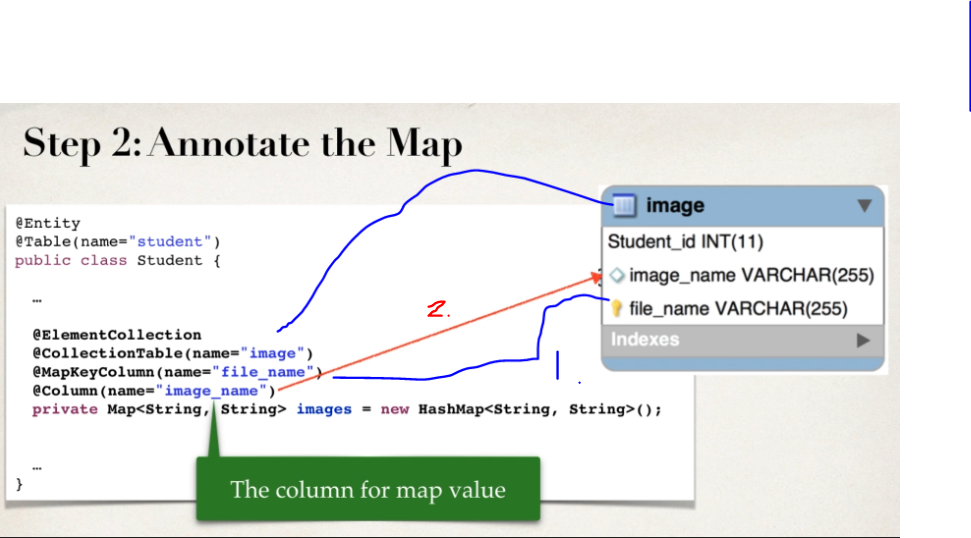 Step 2: Annotate the Map
@Entity
@Table(name="student")
public class Student {
…
@ElementCollection
@CollectionTable(name="image")
@MapKeyColumn(name="file_name")
@Column(name="image_name")
private Map<String, String> images = new HashMap<String, String>();
…
}
The column for map value
image
Student_id INT(11)
image_name VARCHAR(255)
file_name VARCHAR(255)
Indexes
2.
1.